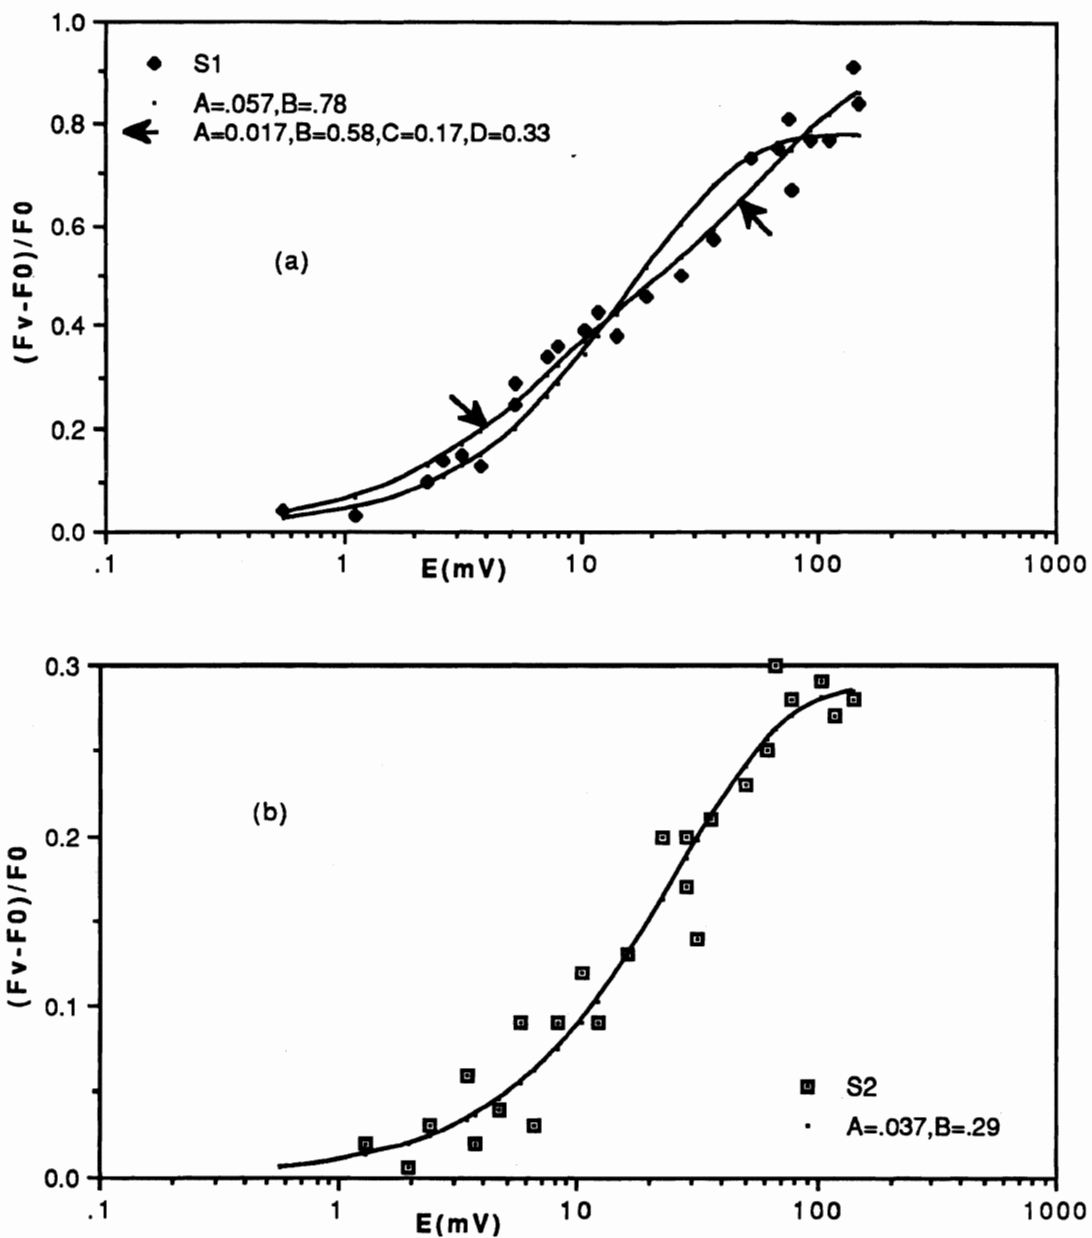 1.0
0.8
0.6
0.4
0.2
0.0
(Fv-F0)/F0
S1
A=.057,B=.78
A=0.017,B=0.58,C=0.17,D=0.33
(a)
.1 1 10 100 1000
E(mV)
0.3
0.2
0.1
0.0
(Fv-F0)/F0
(b)
S2
A=.037,B=.29
.1 1 10 100 1000
E(mV)